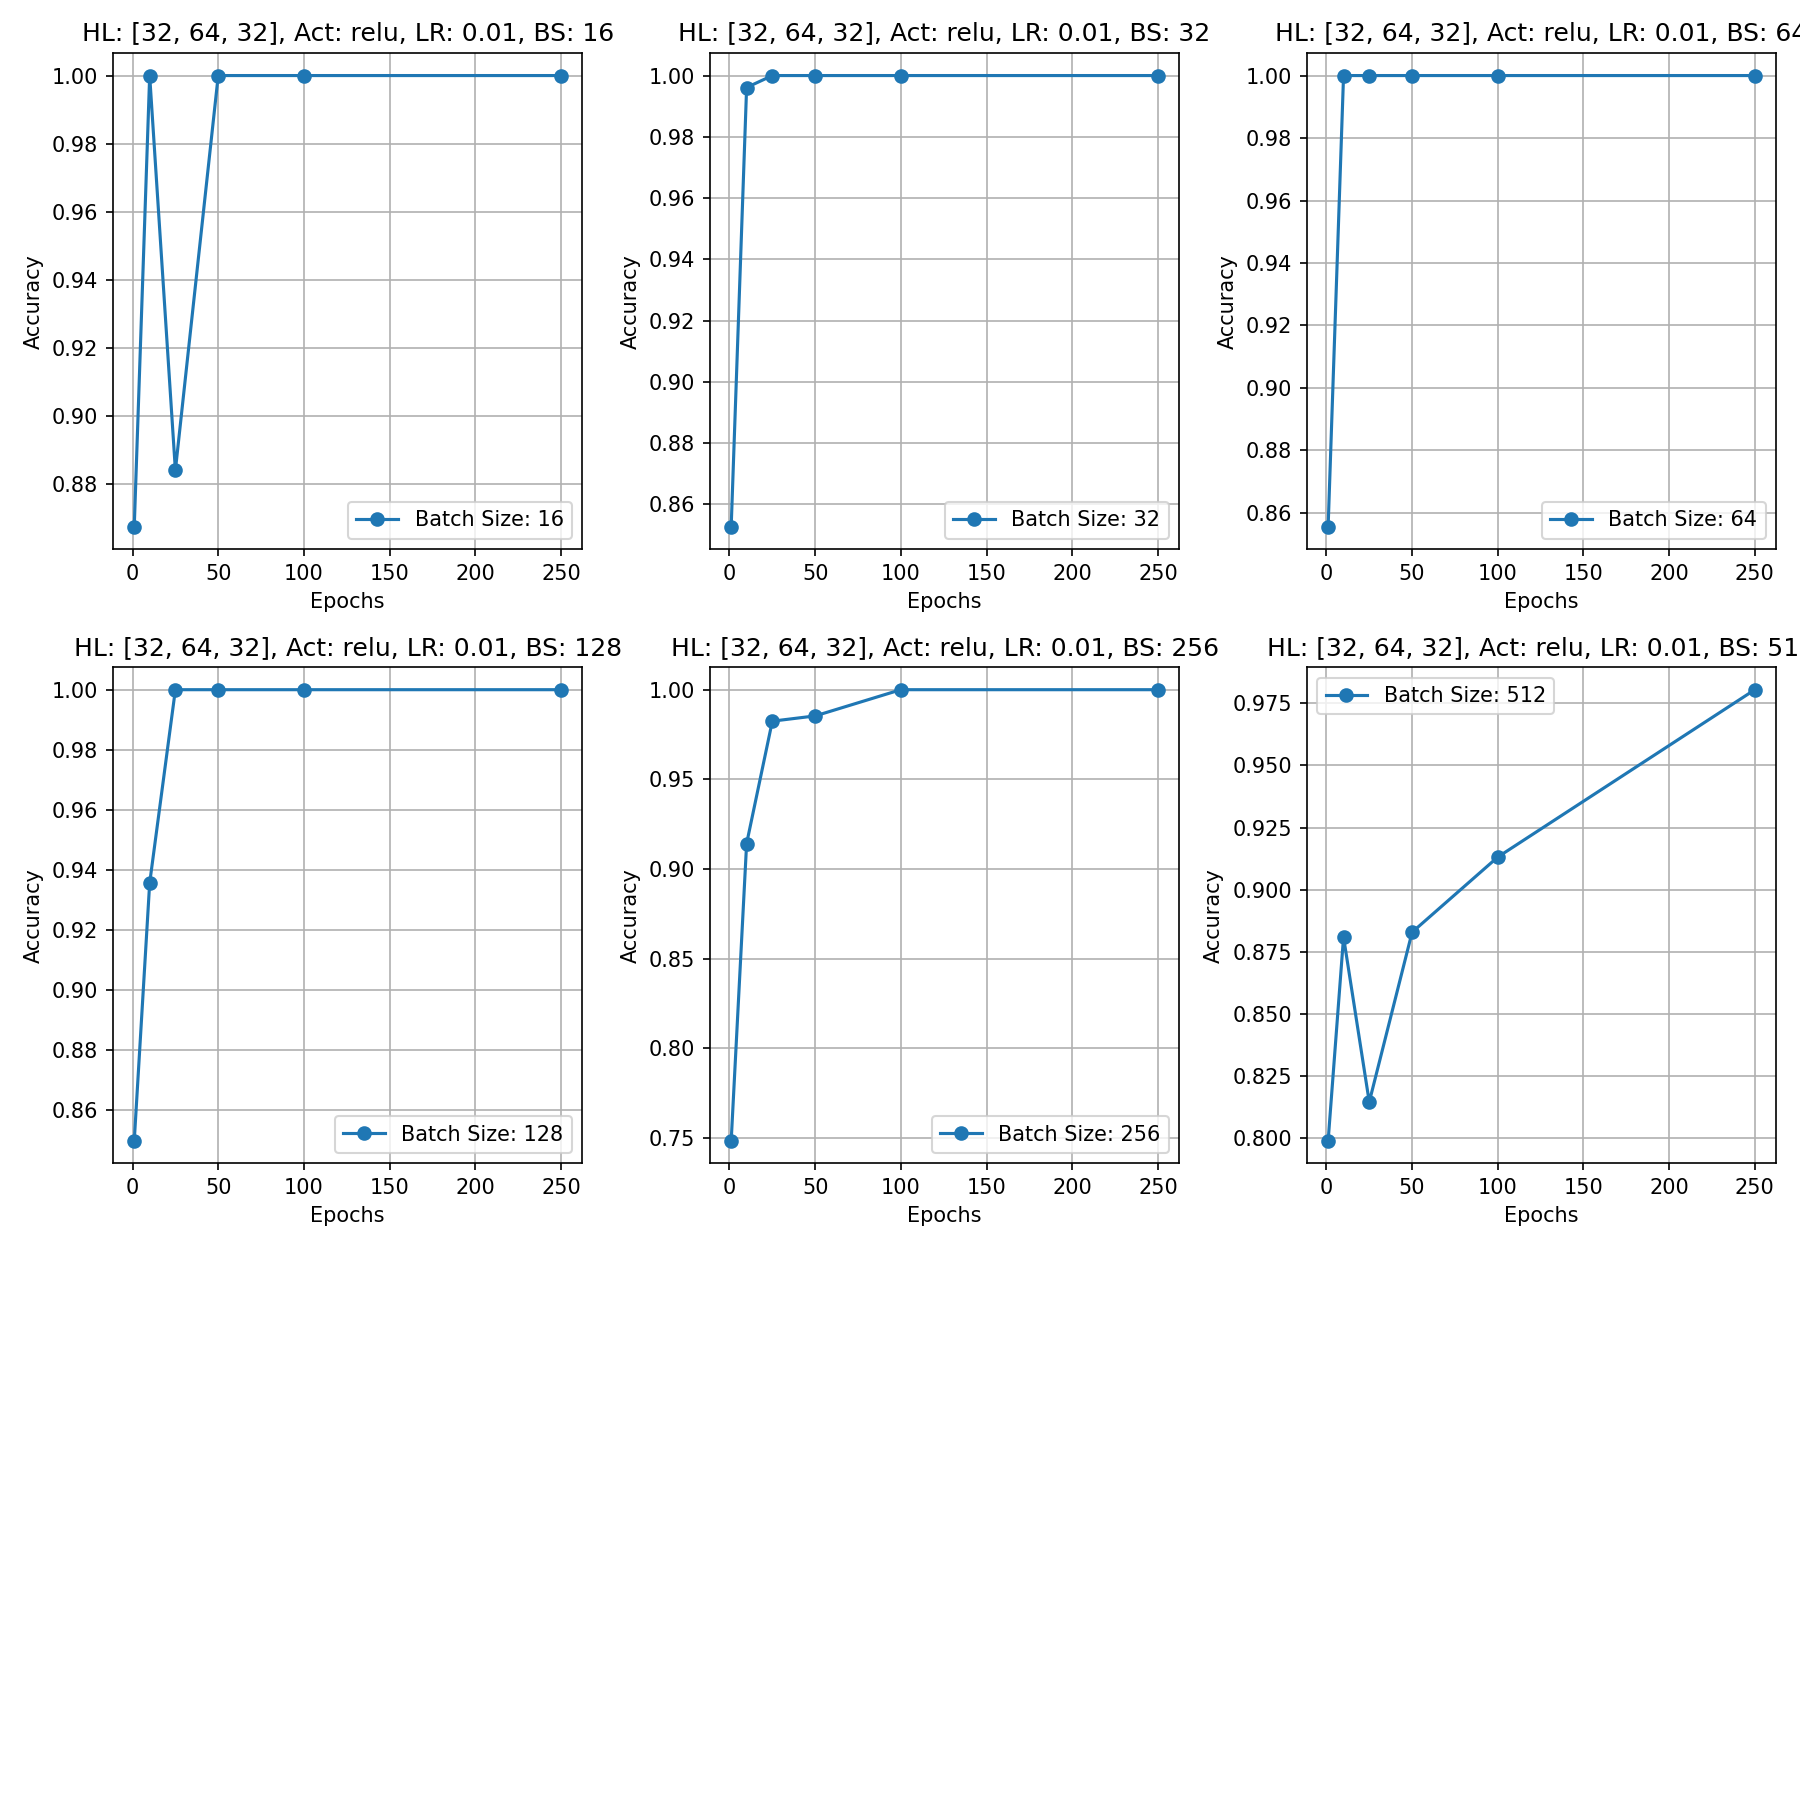 HL: [32, 64, 32], Act: relu, LR: 0.01, BS: 16
1.00
0.98
0.96
0.94
0.92
0.90
0.88
Accuracy
Batch Size: 16
0 50 100 150 200 250
Epochs
HL: [32, 64, 32], Act: relu, LR: 0.01, BS: 32
1.00
0.98
0.96
0.94
0.92
0.90
0.88
0.86
Accuracy
Batch Size: 32
0 50 100 150 200 250
Epochs
HL: [32, 64, 32], Act: relu, LR: 0.01, BS: 64
1.00
0.98
0.96
0.94
0.92
0.90
0.88
0.86
Accuracy
Batch Size: 64
0 50 100 150 200 250
Epochs
HL: [32, 64, 32], Act: relu, LR: 0.01, BS: 128
1.00
0.98
0.96
0.94
0.92
0.90
0.88
0.86
Accuracy
Batch Size: 128
0 50 100 150 200 250
Epochs
HL: [32, 64, 32], Act: relu, LR: 0.01, BS: 256
1.00
0.95
0.90
0.85
0.80
0.75
Accuracy
Batch Size: 256
0 50 100 150 200 250
Epochs
HL: [32, 64, 32], Act: relu, LR: 0.01, BS: 51
Batch Size: 512
0.975
0.950
0.925
0.900
0.875
0.850
0.825
0.800
Accuracy
0 50 100 150 200 250
Epochs